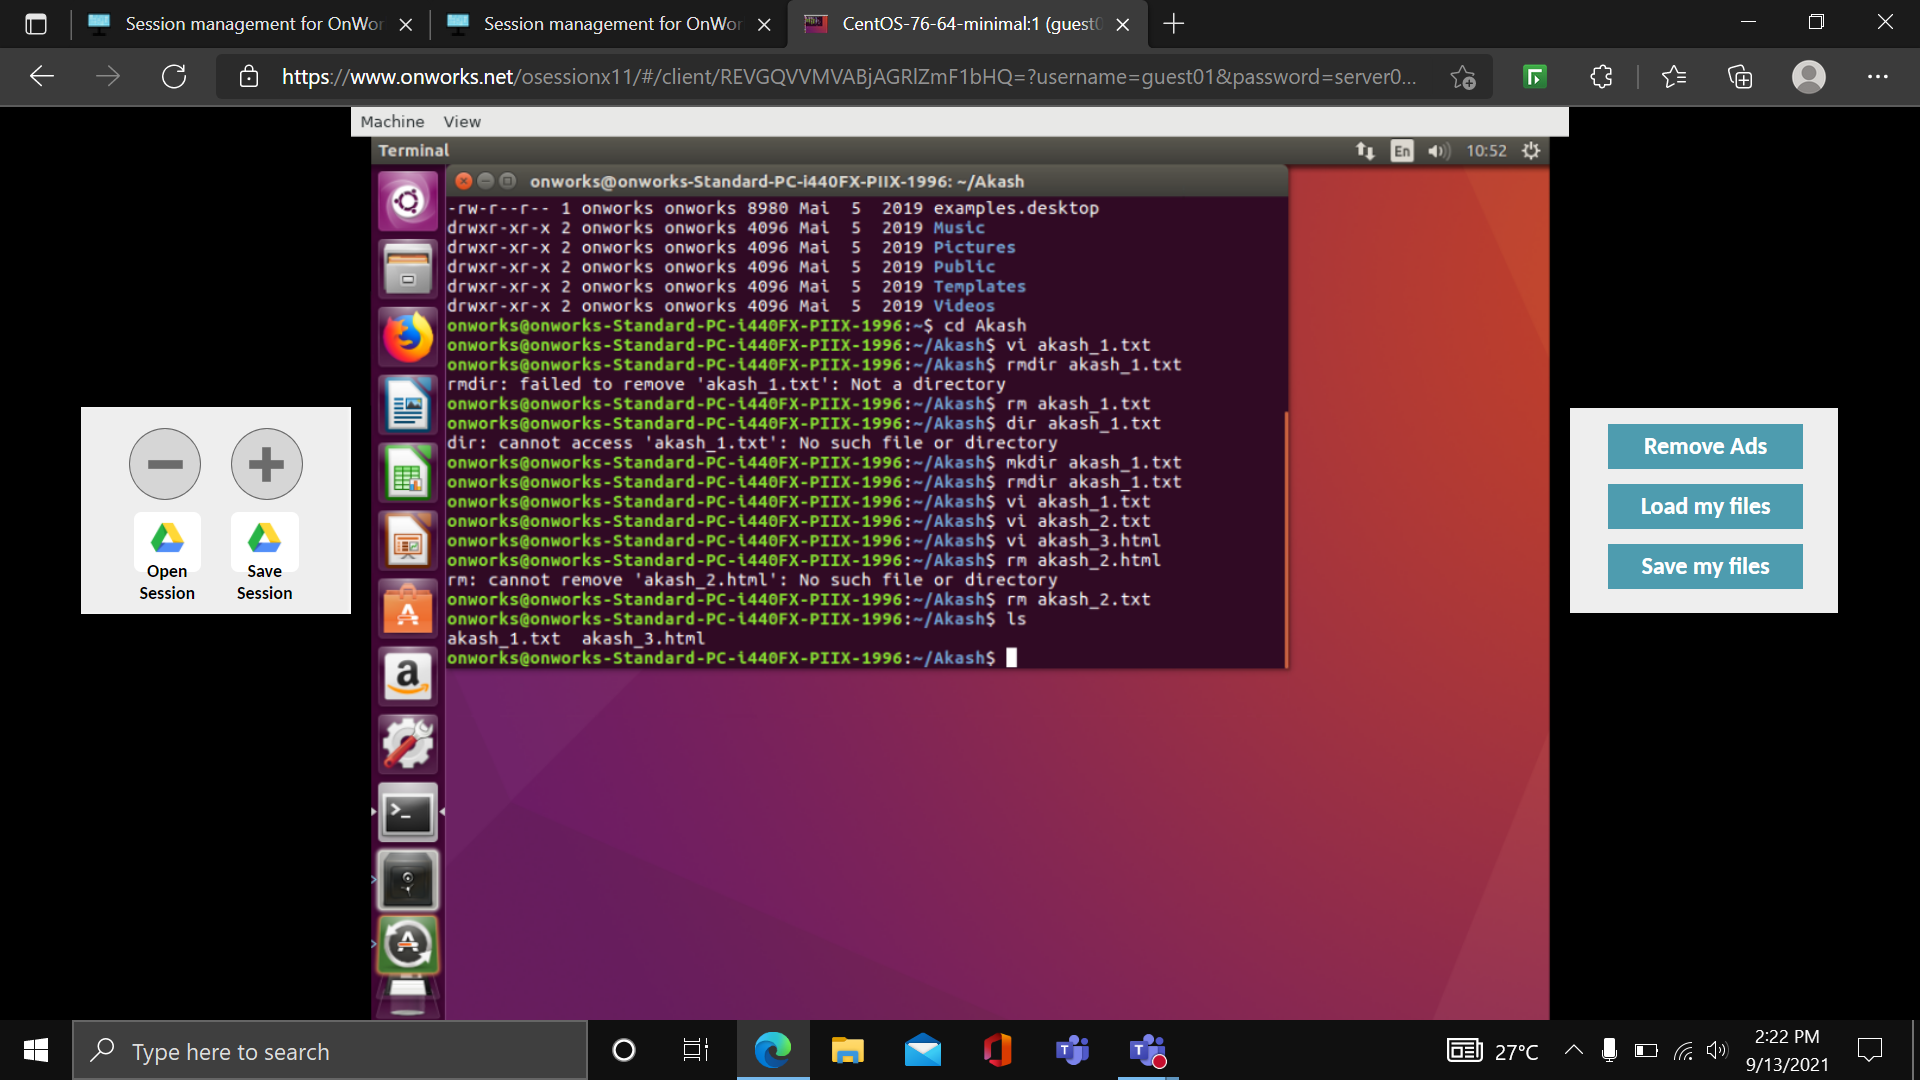 Session management for OnWor
Session management for OnWor
CentOS-76-64-minimal:1 (guest0
https://www.onworks.net/osessionx11/#/client/REVGQVVMVABjAGRlZmF1bHQ=?username=guest01&password=server0...
Machine View
Terminal
En
10:52
onworks@onworks-Standard-PC-i440FX-PIIX-1996: ~/Akash
-rw-r--r-- 1 onworks onworks 8980 Mai  5  2019 examples.desktop
drwxr-xr-x 2 onworks onworks 4096 Mai  5  2019 Music
drwxr-xr-x 2 onworks onworks 4096 Mai  5  2019 Pictures
drwxr-xr-x 2 onworks onworks 4096 Mai  5  2019 Public
drwxr-xr-x 2 onworks onworks 4096 Mai  5  2019 Templates
drwxr-xr-x 2 onworks onworks 4096 Mai  5  2019 Videos
onworks@onworks-Standard-PC-i440FX-PIIX-1996:~$ cd Akash
onworks@onworks-Standard-PC-i440FX-PIIX-1996:~/Akash$ vi akash_1.txt
onworks@onworks-Standard-PC-i440FX-PIIX-1996:~/Akash$ rmdir akash_1.txt
rmdir: failed to remove 'akash_1.txt': Not a directory
onworks@onworks-Standard-PC-i440FX-PIIX-1996:~/Akash$ rm akash_1.txt
onworks@onworks-Standard-PC-i440FX-PIIX-1996:~/Akash$ dir akash_1.txt
dir: cannot access 'akash_1.txt': No such file or directory
onworks@onworks-Standard-PC-i440FX-PIIX-1996:~/Akash$ mkdir akash_1.txt
onworks@onworks-Standard-PC-i440FX-PIIX-1996:~/Akash$ rmdir akash_1.txt
onworks@onworks-Standard-PC-i440FX-PIIX-1996:~/Akash$ vi akash_1.txt
onworks@onworks-Standard-PC-i440FX-PIIX-1996:~/Akash$ vi akash_2.txt
onworks@onworks-Standard-PC-i440FX-PIIX-1996:~/Akash$ vi akash_3.html
onworks@onworks-Standard-PC-i440FX-PIIX-1996:~/Akash$ rm akash_2.html
rm: cannot remove 'akash_2.html': No such file or directory
onworks@onworks-Standard-PC-i440FX-PIIX-1996:~/Akash$ rm akash_2.txt
onworks@onworks-Standard-PC-i440FX-PIIX-1996:~/Akash$ ls
akash_1.txt  akash_3.html
onworks@onworks-Standard-PC-i440FX-PIIX-1996:~/Akash$
Open
Session
Save
Session
Remove Ads
Load my files
Save my files
Type here to search
27°C
2:22 PM
9/13/2021